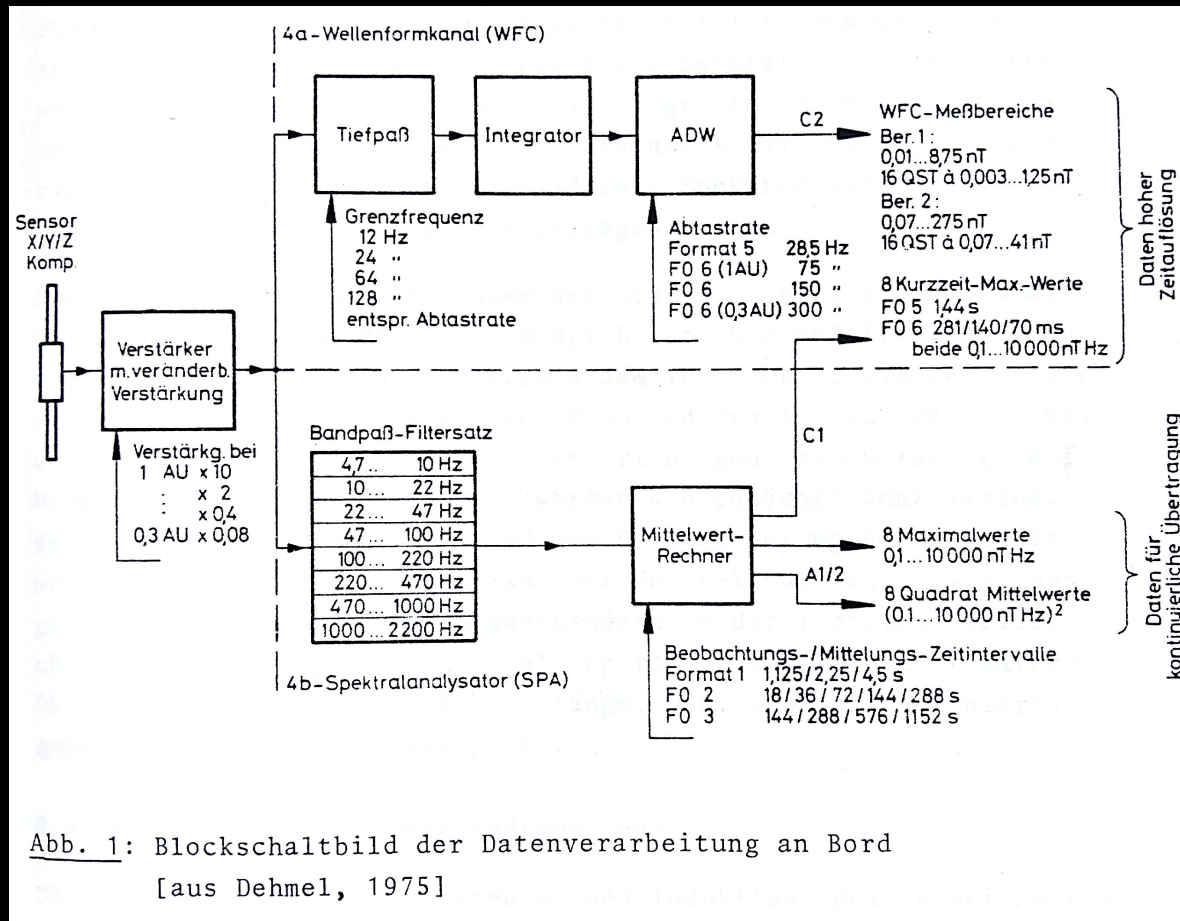 4a-Wellenformkanal (WFC)
Tiefpaß
Integrator
ADW
C2
WFC-Meßbereiche
Ber. 1 :
0,01...8,75 nT
16 QST à 0,003...1,25 nT
Ber. 2 :
0,07...275 nT
16 QST à 0,07...41 nT
Daten hoher
Zeitauflösung
Sensor
X/Y/Z
Komp.
Grenzfrequenz
12 Hz
24 "
64 "
128 "
entspr. Abtastrate
Abtastrate
Format 5 28,5 Hz
FO 6 (1AU) 75 "
FO 6 150 "
FO 6 (0,3AU) 300 "
8 Kurzzeit-Max.-Werte
FO 5 1,44 s
FO 6 281/140/70 ms
beide 0,1...10 000 nT Hz
Verstärker
m. veränderb.
Verstärkung
Verstärkg. bei
1 AU x 10
: x 2
: x 0,4
0,3 AU x 0,08
Bandpaß-Filtersatz
4,7... 10 Hz
10... 22 Hz
22... 47 Hz
47... 100 Hz
100... 220 Hz
220... 470 Hz
470... 1000 Hz
1000... 2200 Hz
C1
Mittelwert-
Rechner
8 Maximalwerte
0,1...10 000 nT Hz
A1/2
8 Quadrat Mittelwerte
(0,1...10 000 nT Hz)²
Daten für
kontinuierliche Übertragung
Beobachtungs-/Mittelungs-Zeitintervalle
Format 1 1,125/2,25/4,5 s
FO 2 18/36/72/144/288 s
FO 3 144/288/576/1152 s
4b-Spektralanalysator (SPA)
Abb. 1: Blockschaltbild der Datenverarbeitung an Bord
[aus Dehmel, 1975]